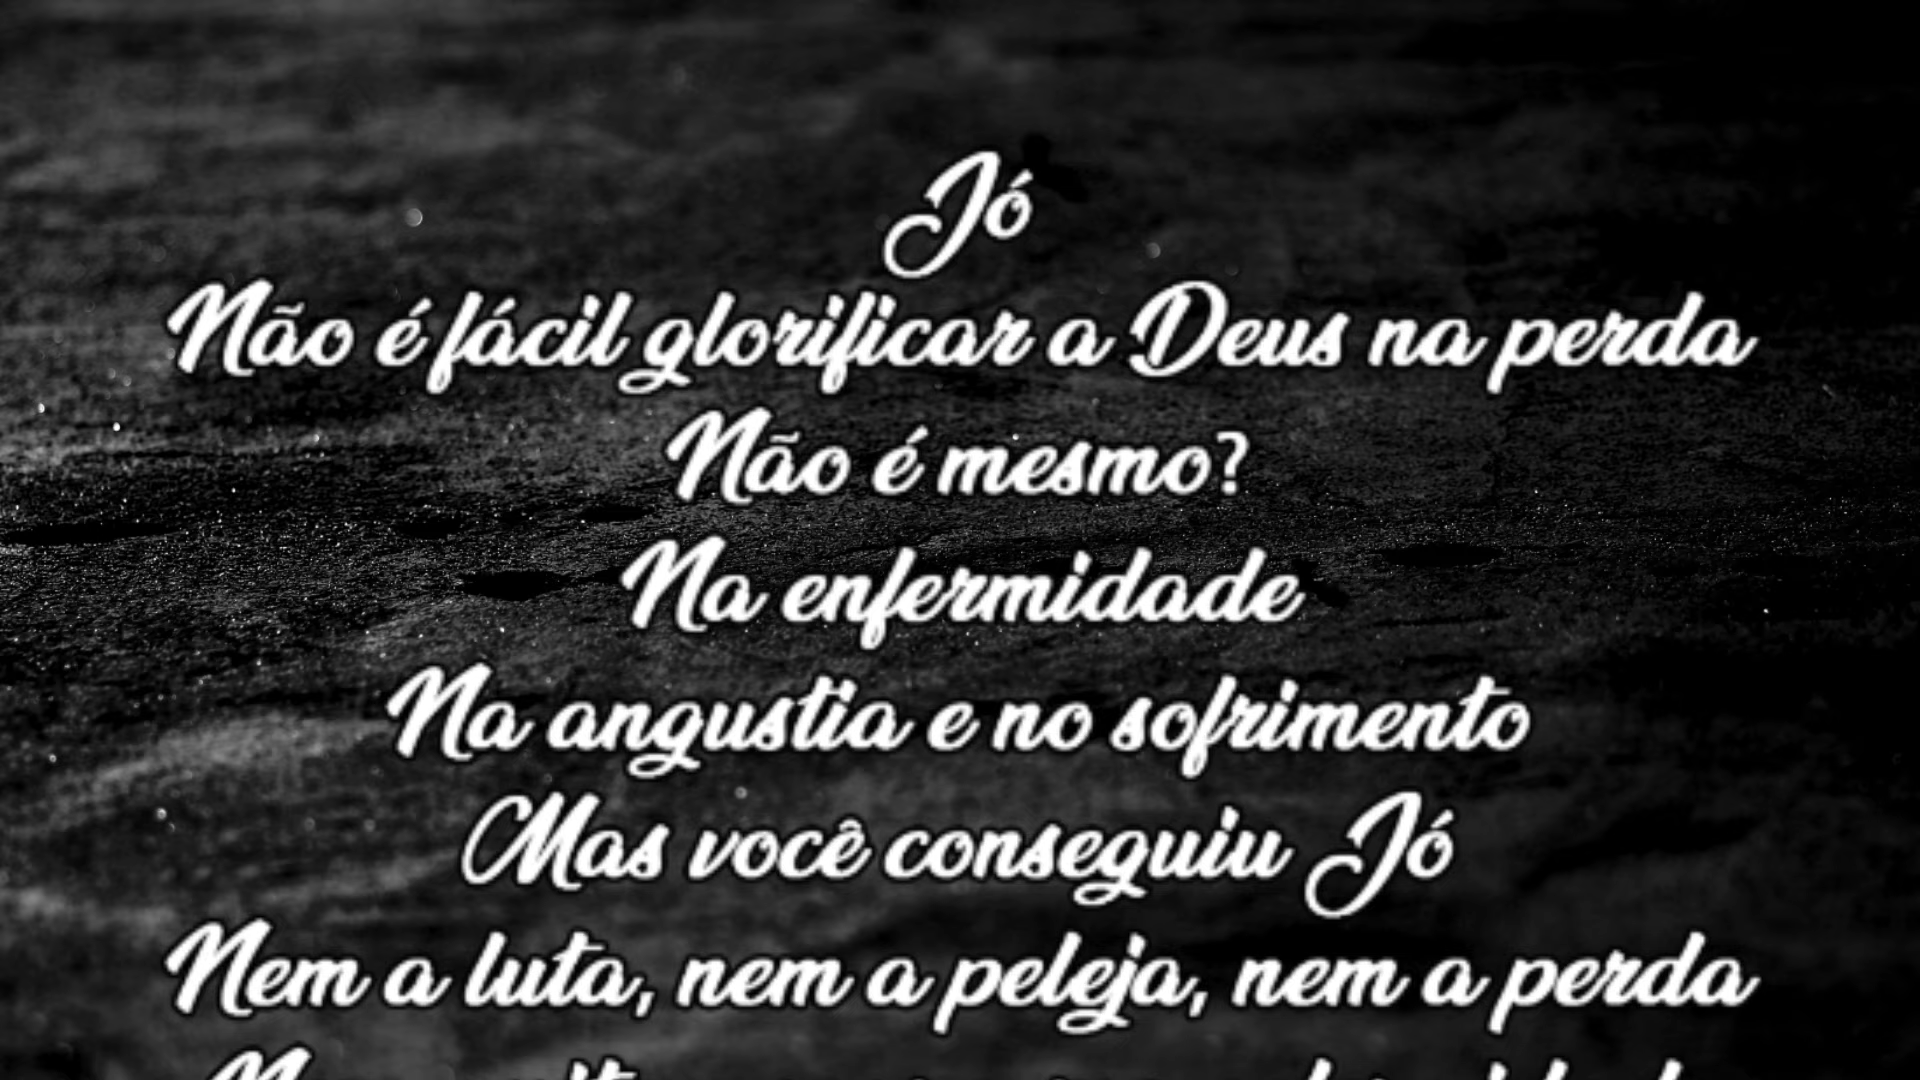 Jó
Não é fácil glorificar a Deus na perda
Não é mesmo?
Na enfermidade
Na angustia e no sofrimento
Mas você conseguiu Jó
Nem a luta, nem a peleja, nem a perda